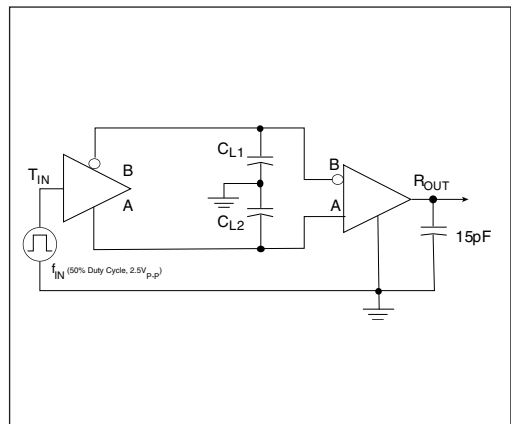 B
C_L1
B
T_IN
R_OUT
A
A
C_L2
15pF
f_IN (50% Duty Cycle, 2.5V_P-P)